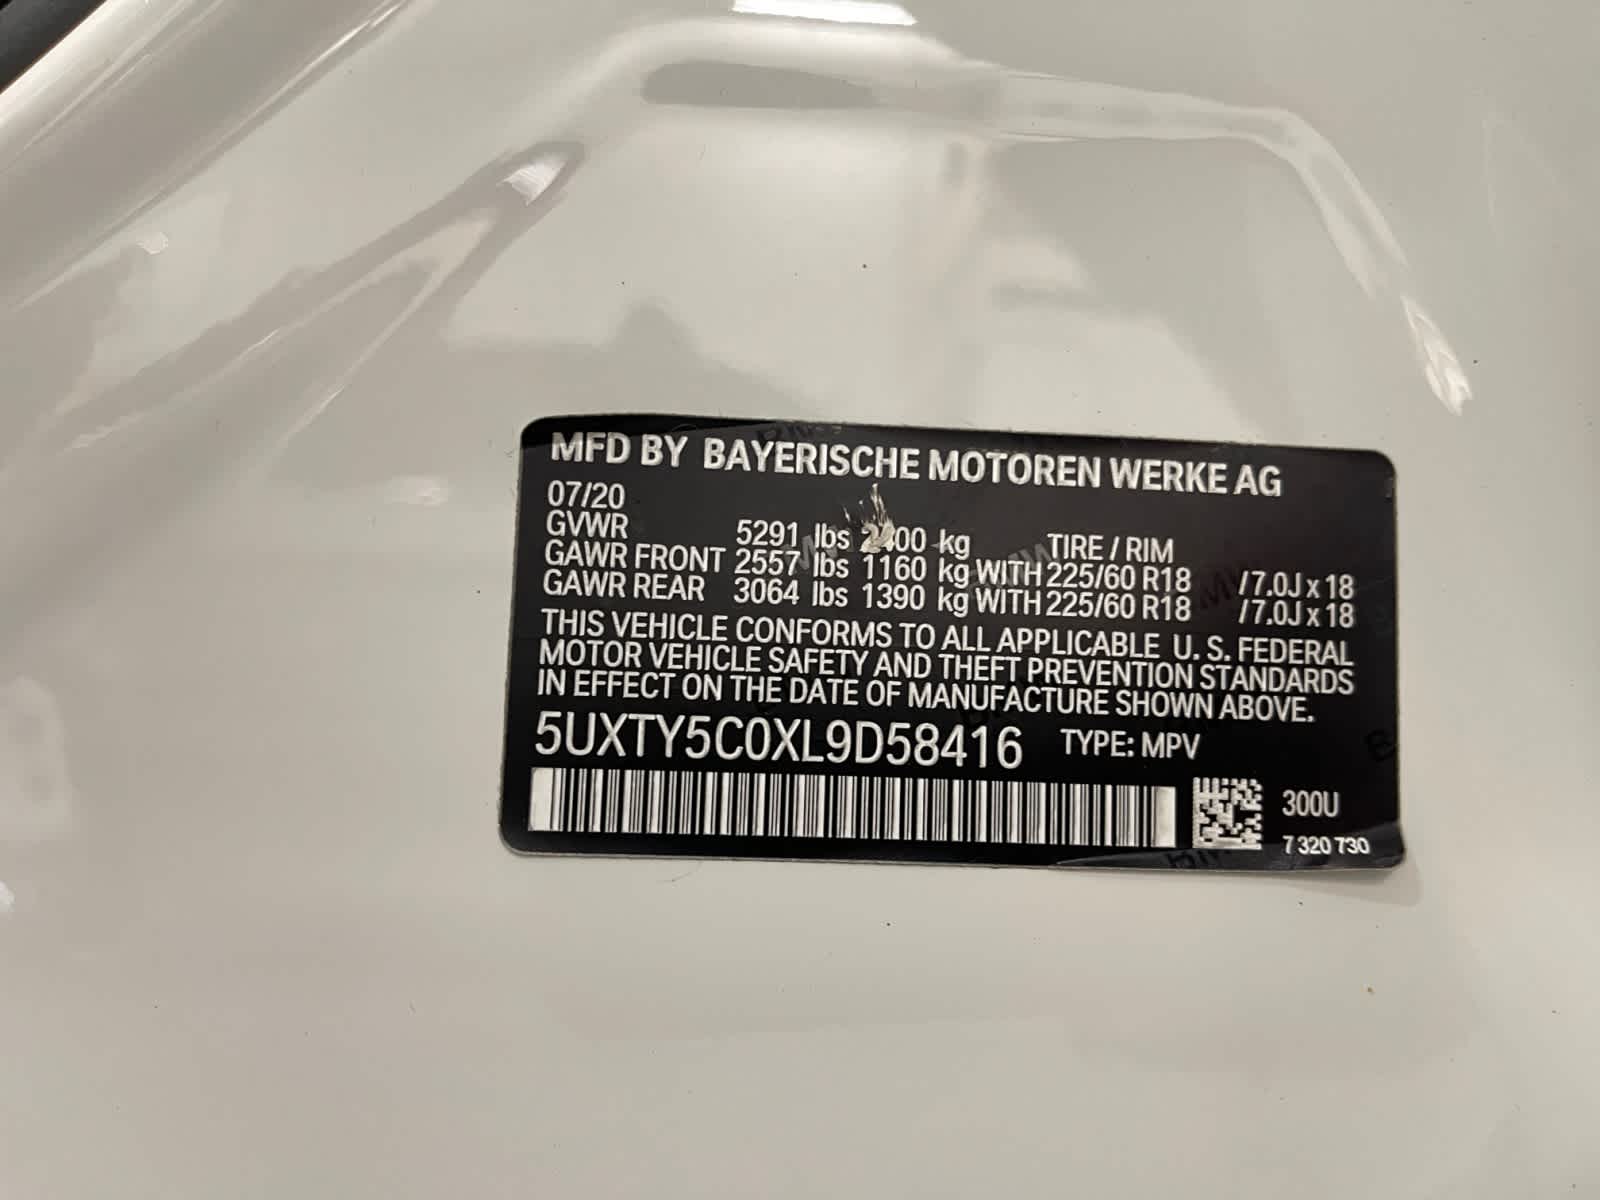 MFD BY BAYERISCHE MOTOREN WERKE AG
07/20
GVWR 5291 lbs 2400 kg TIRE / RIM
GAWR FRONT 2557 lbs 1160 kg WITH 225/60 R18 /7.0J x 18
GAWR REAR 3064 lbs 1390 kg WITH 225/60 R18 /7.0J x 18
THIS VEHICLE CONFORMS TO ALL APPLICABLE U. S. FEDERAL
MOTOR VEHICLE SAFETY AND THEFT PREVENTION STANDARDS
IN EFFECT ON THE DATE OF MANUFACTURE SHOWN ABOVE.
5UXTY5C0XL9D58416 TYPE: MPV
300U
7 320 730